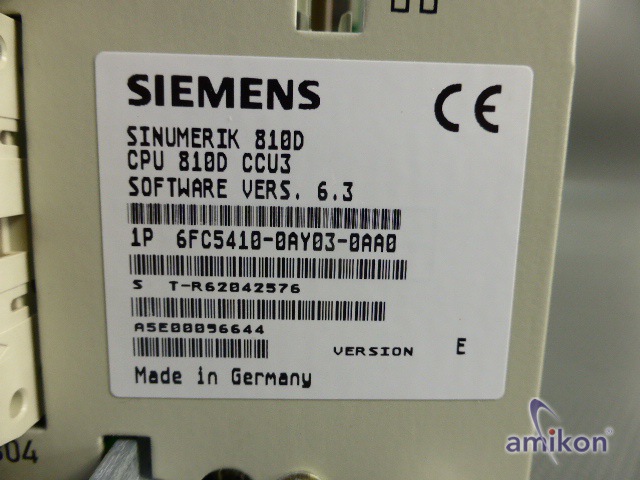 SIEMENS
CE
SINUMERIK 810D
CPU 810D CCU3
SOFTWARE VERS. 6.3
1P 6FC5410-0AY03-0AA0
S T-R62042576
A5E00096644
VERSION E
Made in Germany
04
amikon®